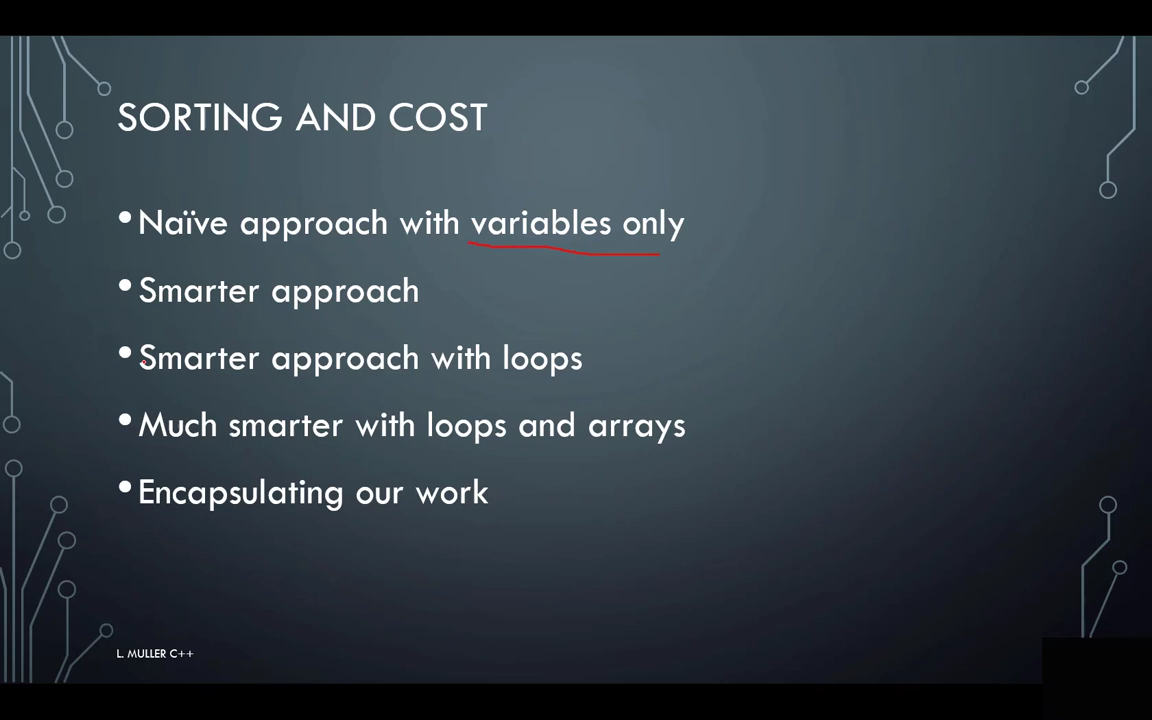 SORTING AND COST
• Naïve approach with variables only
• Smarter approach
• Smarter approach with loops
• Much smarter with loops and arrays
• Encapsulating our work
L. MULLER C++